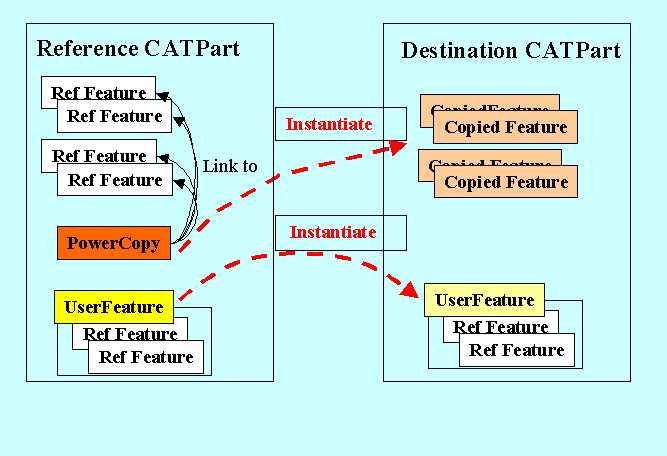 Reference CATPart
Ref Feature
Ref Feature
Ref Feature
Ref Feature
Link to
PowerCopy
UserFeature
Ref Feature
Ref Feature
Instantiate
Instantiate
Destination CATPart
CopiedFeature
Copied Feature
Copied Feature
Copied Feature
UserFeature
Ref Feature
Ref Feature